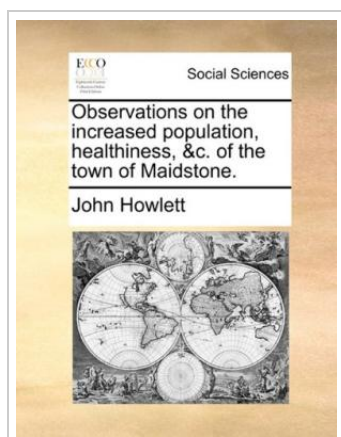 ECCO
Social Sciences
Observations on the
increased population,
healthiness, &c. of the
town of Maidstone.
John Howlett